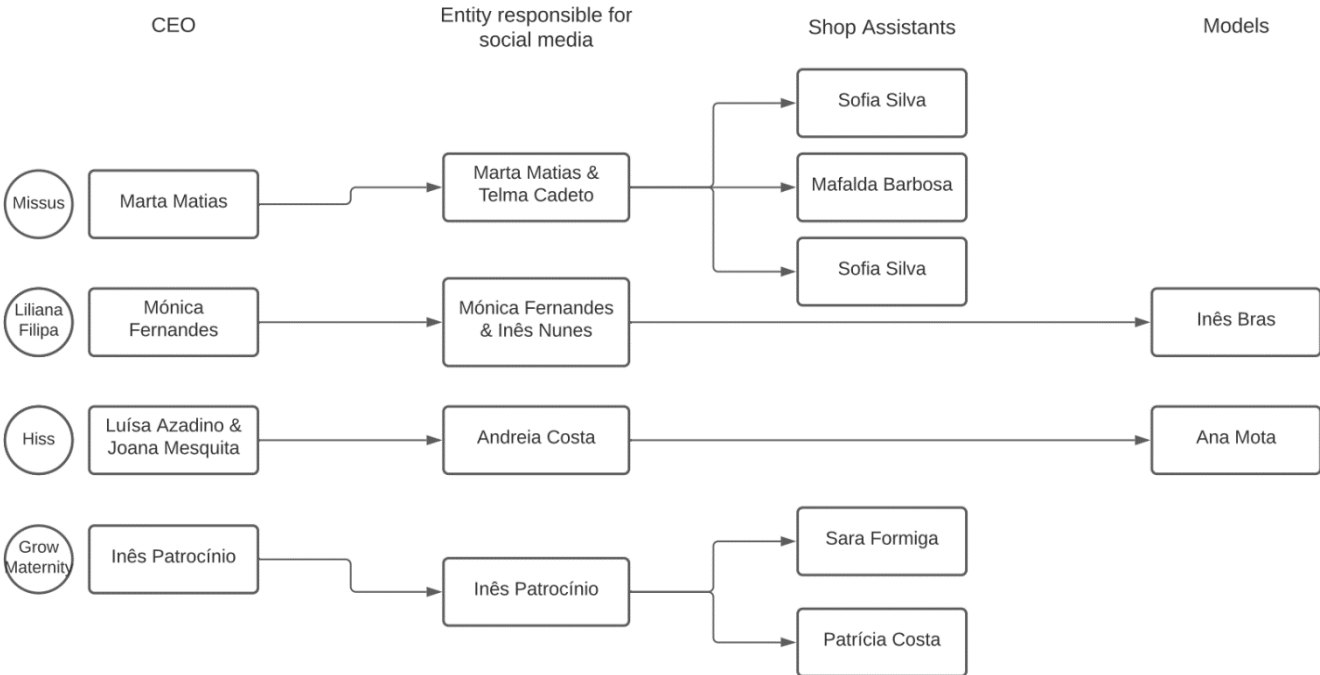 CEO
Entity responsible for
social media
Shop Assistants
Models
Missus
Marta Matias
Marta Matias &
Telma Cadeto
Sofia Silva
Mafalda Barbosa
Sofia Silva
Liliana
Filipa
Mónica
Fernandes
Mónica Fernandes
& Inês Nunes
Inês Bras
Hiss
Luísa Azadino &
Joana Mesquita
Andreia Costa
Ana Mota
Grow
Maternity
Inês Patrocínio
Inês Patrocínio
Sara Formiga
Patrícia Costa